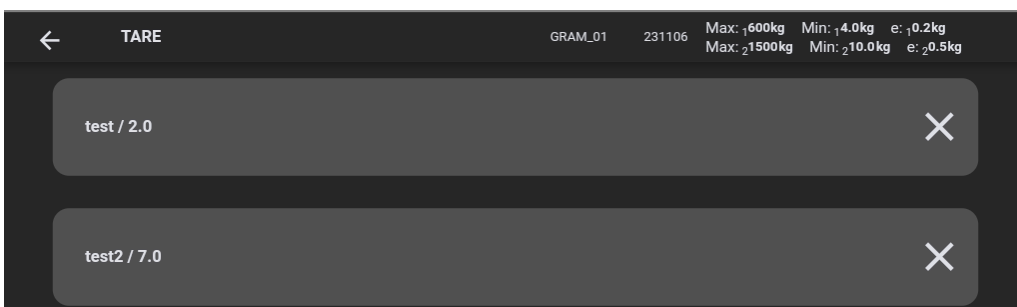 TARE
GRAM_01
231106
Max: ₁600kg Min: ₁4.0kg e: ₁0.2kg
Max: ₂1500kg Min: ₂10.0kg e: ₂0.5kg
test / 2.0
test2 / 7.0